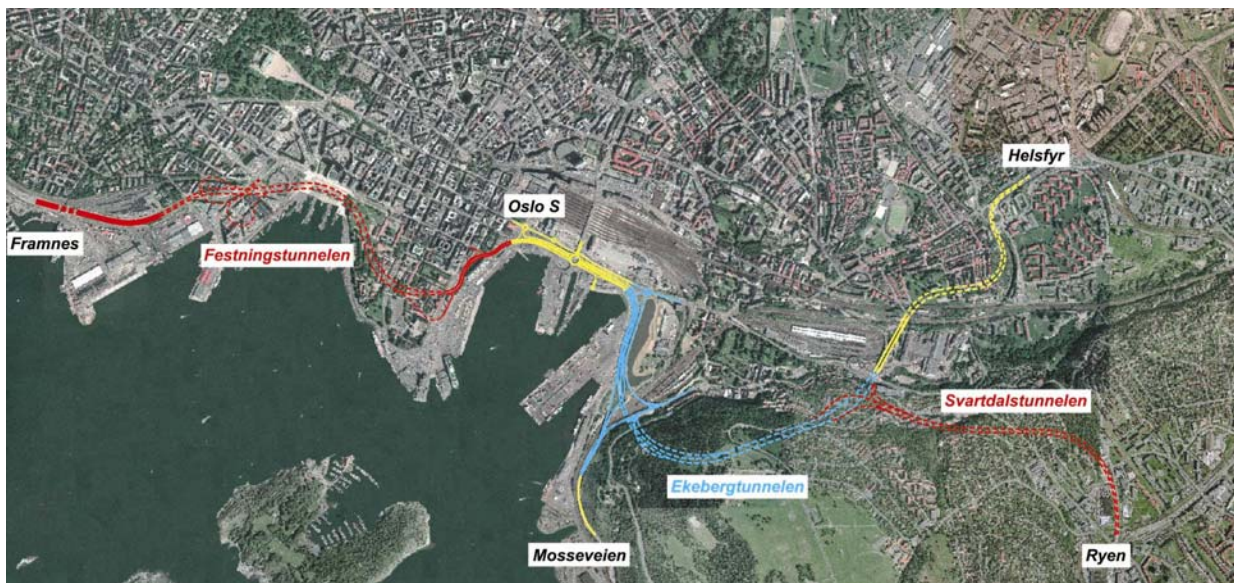 Helsfyr
Oslo S
Framnes
Festningstunnelen
Svartdalstunnelen
Ekebergtunnelen
Mosseveien
Ryen